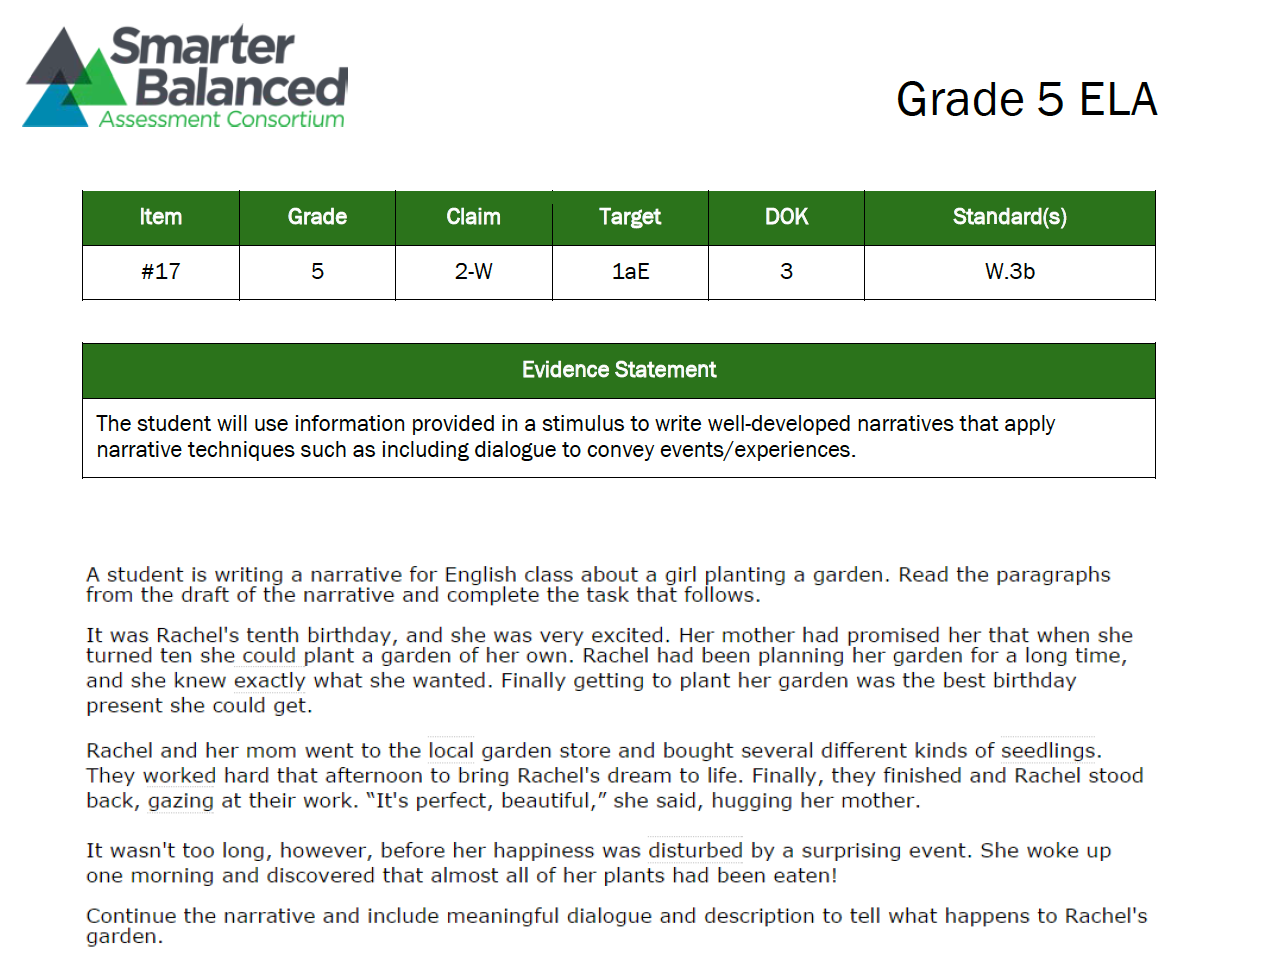 Smarter
Balanced
Assessment Consortium
Grade 5 ELA
Item Grade Claim Target DOK Standard(s)
#17 5 2-W 1aE 3 W.3b
Evidence Statement
The student will use information provided in a stimulus to write well-developed narratives that apply
narrative techniques such as including dialogue to convey events/experiences.
A student is writing a narrative for English class about a girl planting a garden. Read the paragraphs
from the draft of the narrative and complete the task that follows.
It was Rachel's tenth birthday, and she was very excited. Her mother had promised her that when she
turned ten she could plant a garden of her own. Rachel had been planning her garden for a long time,
and she knew exactly what she wanted. Finally getting to plant her garden was the best birthday
present she could get.
Rachel and her mom went to the local garden store and bought several different kinds of seedlings.
They worked hard that afternoon to bring Rachel's dream to life. Finally, they finished and Rachel stood
back, gazing at their work. “It's perfect, beautiful,” she said, hugging her mother.
It wasn't too long, however, before her happiness was disturbed by a surprising event. She woke up
one morning and discovered that almost all of her plants had been eaten!
Continue the narrative and include meaningful dialogue and description to tell what happens to Rachel's
garden.